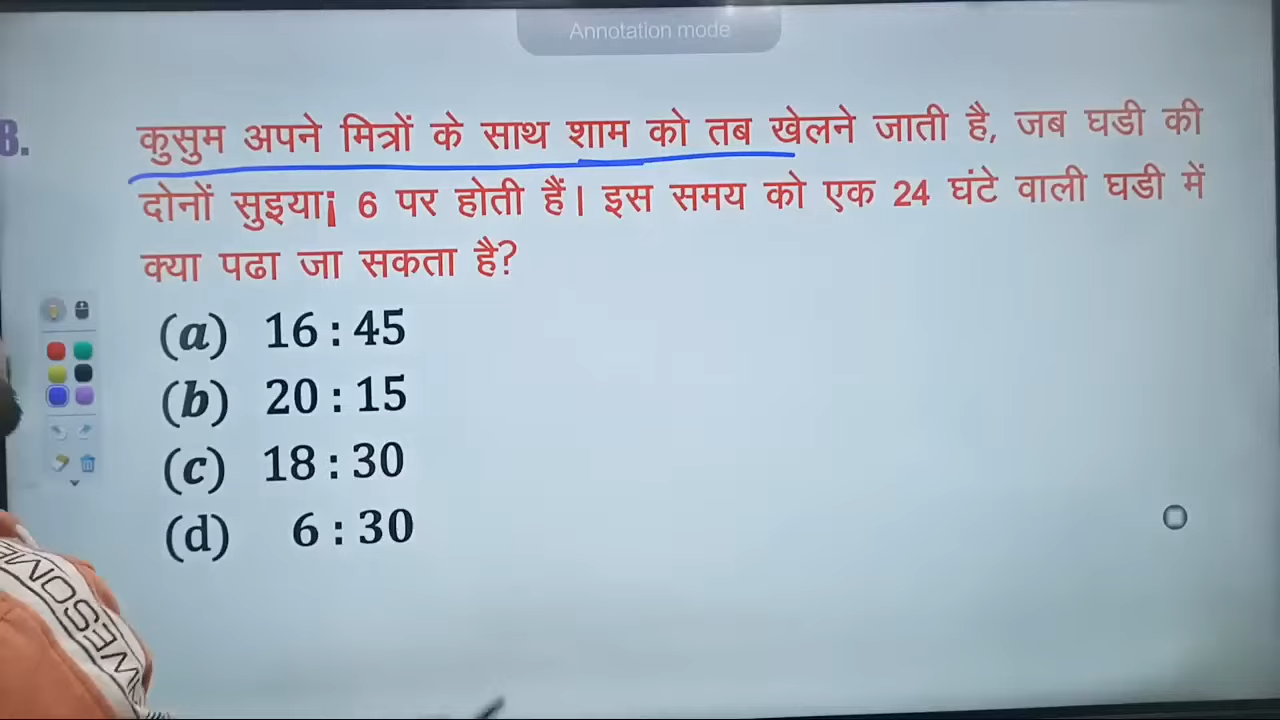 Annotation mode
B.
कुसुम अपने मित्रों के साथ शाम को तब खेलने जाती है, जब घडी की
दोनों सुइया¡ 6 पर होती हैं। इस समय को एक 24 घंटे वाली घडी में
क्या पढा जा सकता है?
(a) 16 : 45
(b) 20 : 15
(c) 18 : 30
(d) 6 : 30
AWESOME